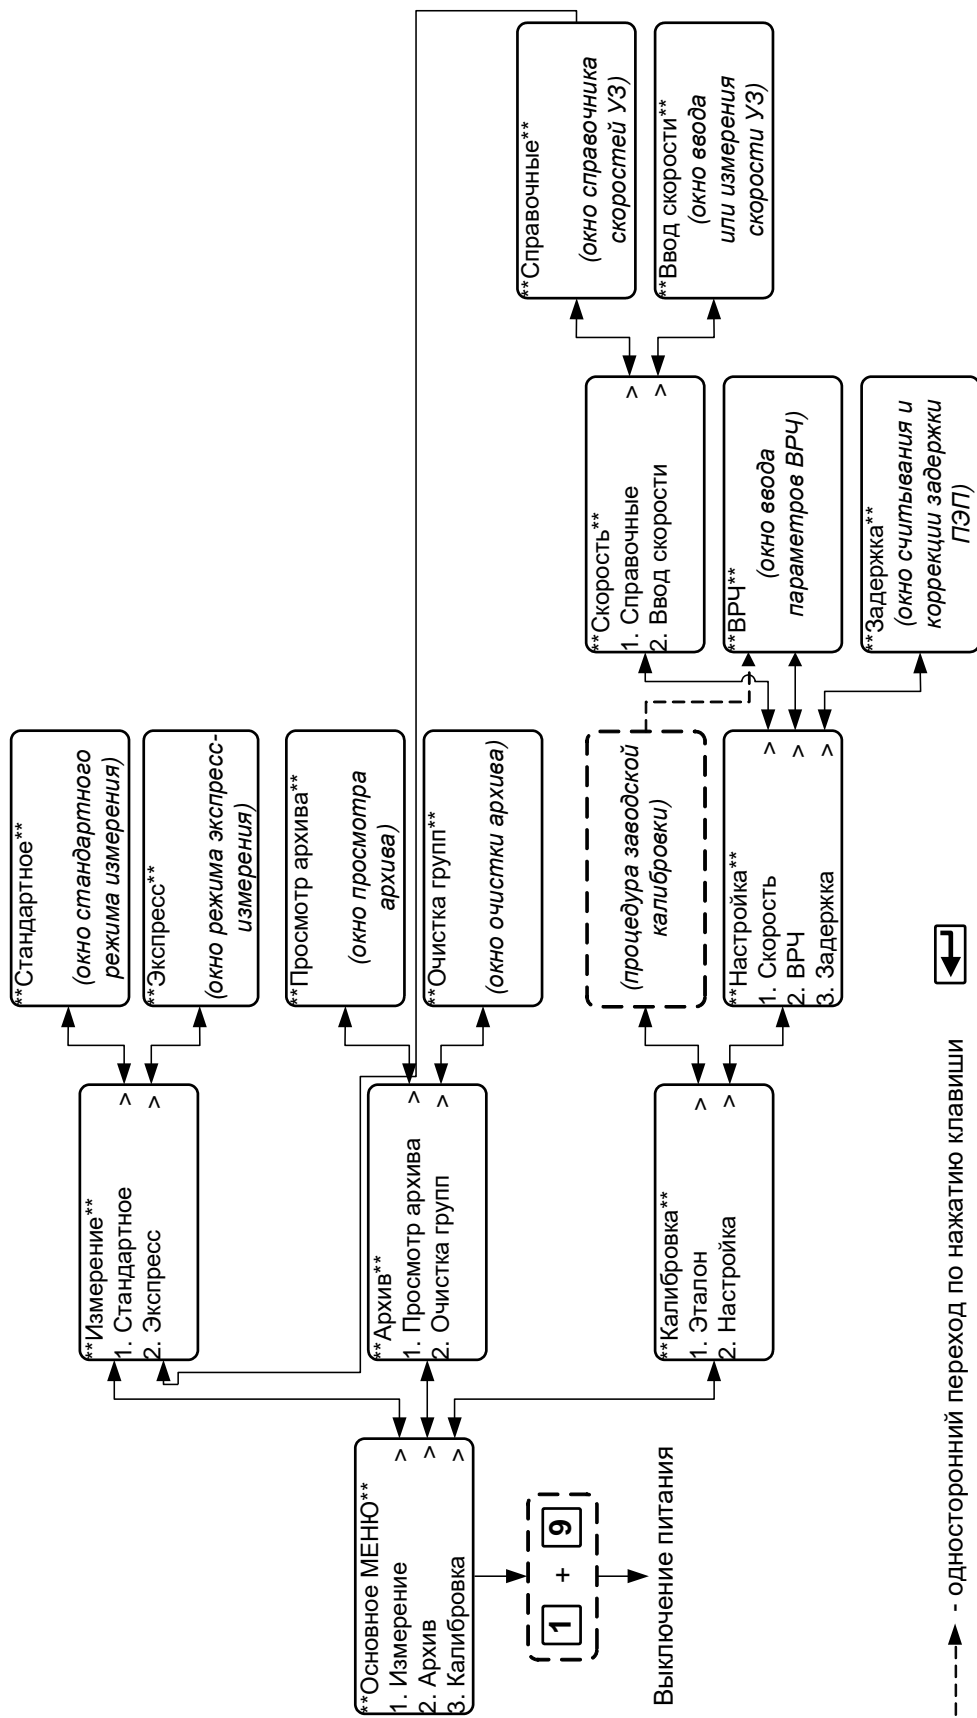 **Основное МЕНЮ**
1. Измерение >
2. Архив >
3. Калибровка >
1 + 9
Выключение питания
**Измерение**
1. Стандартное >
2. Экспресс >
**Архив**
1. Просмотр архива >
2. Очистка групп >
**Калибровка**
1. Эталон >
2. Настройка >
**Стандартное**
(окно стандартного
режима измерения)
**Экспресс**
(окно режима экспресс-
измерения)
**Просмотр архива**
(окно просмотра
архива)
**Очистка групп**
(окно очистки архива)
(процедура заводской
калибровки)
**Настройка**
1. Скорость >
2. ВРЧ >
3. Задержка >
**Скорость**
1. Справочные >
2. Ввод скорости >
**ВРЧ**
(окно ввода
параметров ВРЧ)
**Задержка**
(окно считывания и
коррекции задержки
ПЭП)
**Справочные**
(окно справочника
скоростей УЗ)
**Ввод скорости**
(окно ввода
или измерения
скорости УЗ)
- односторонний переход по нажатию клавиши